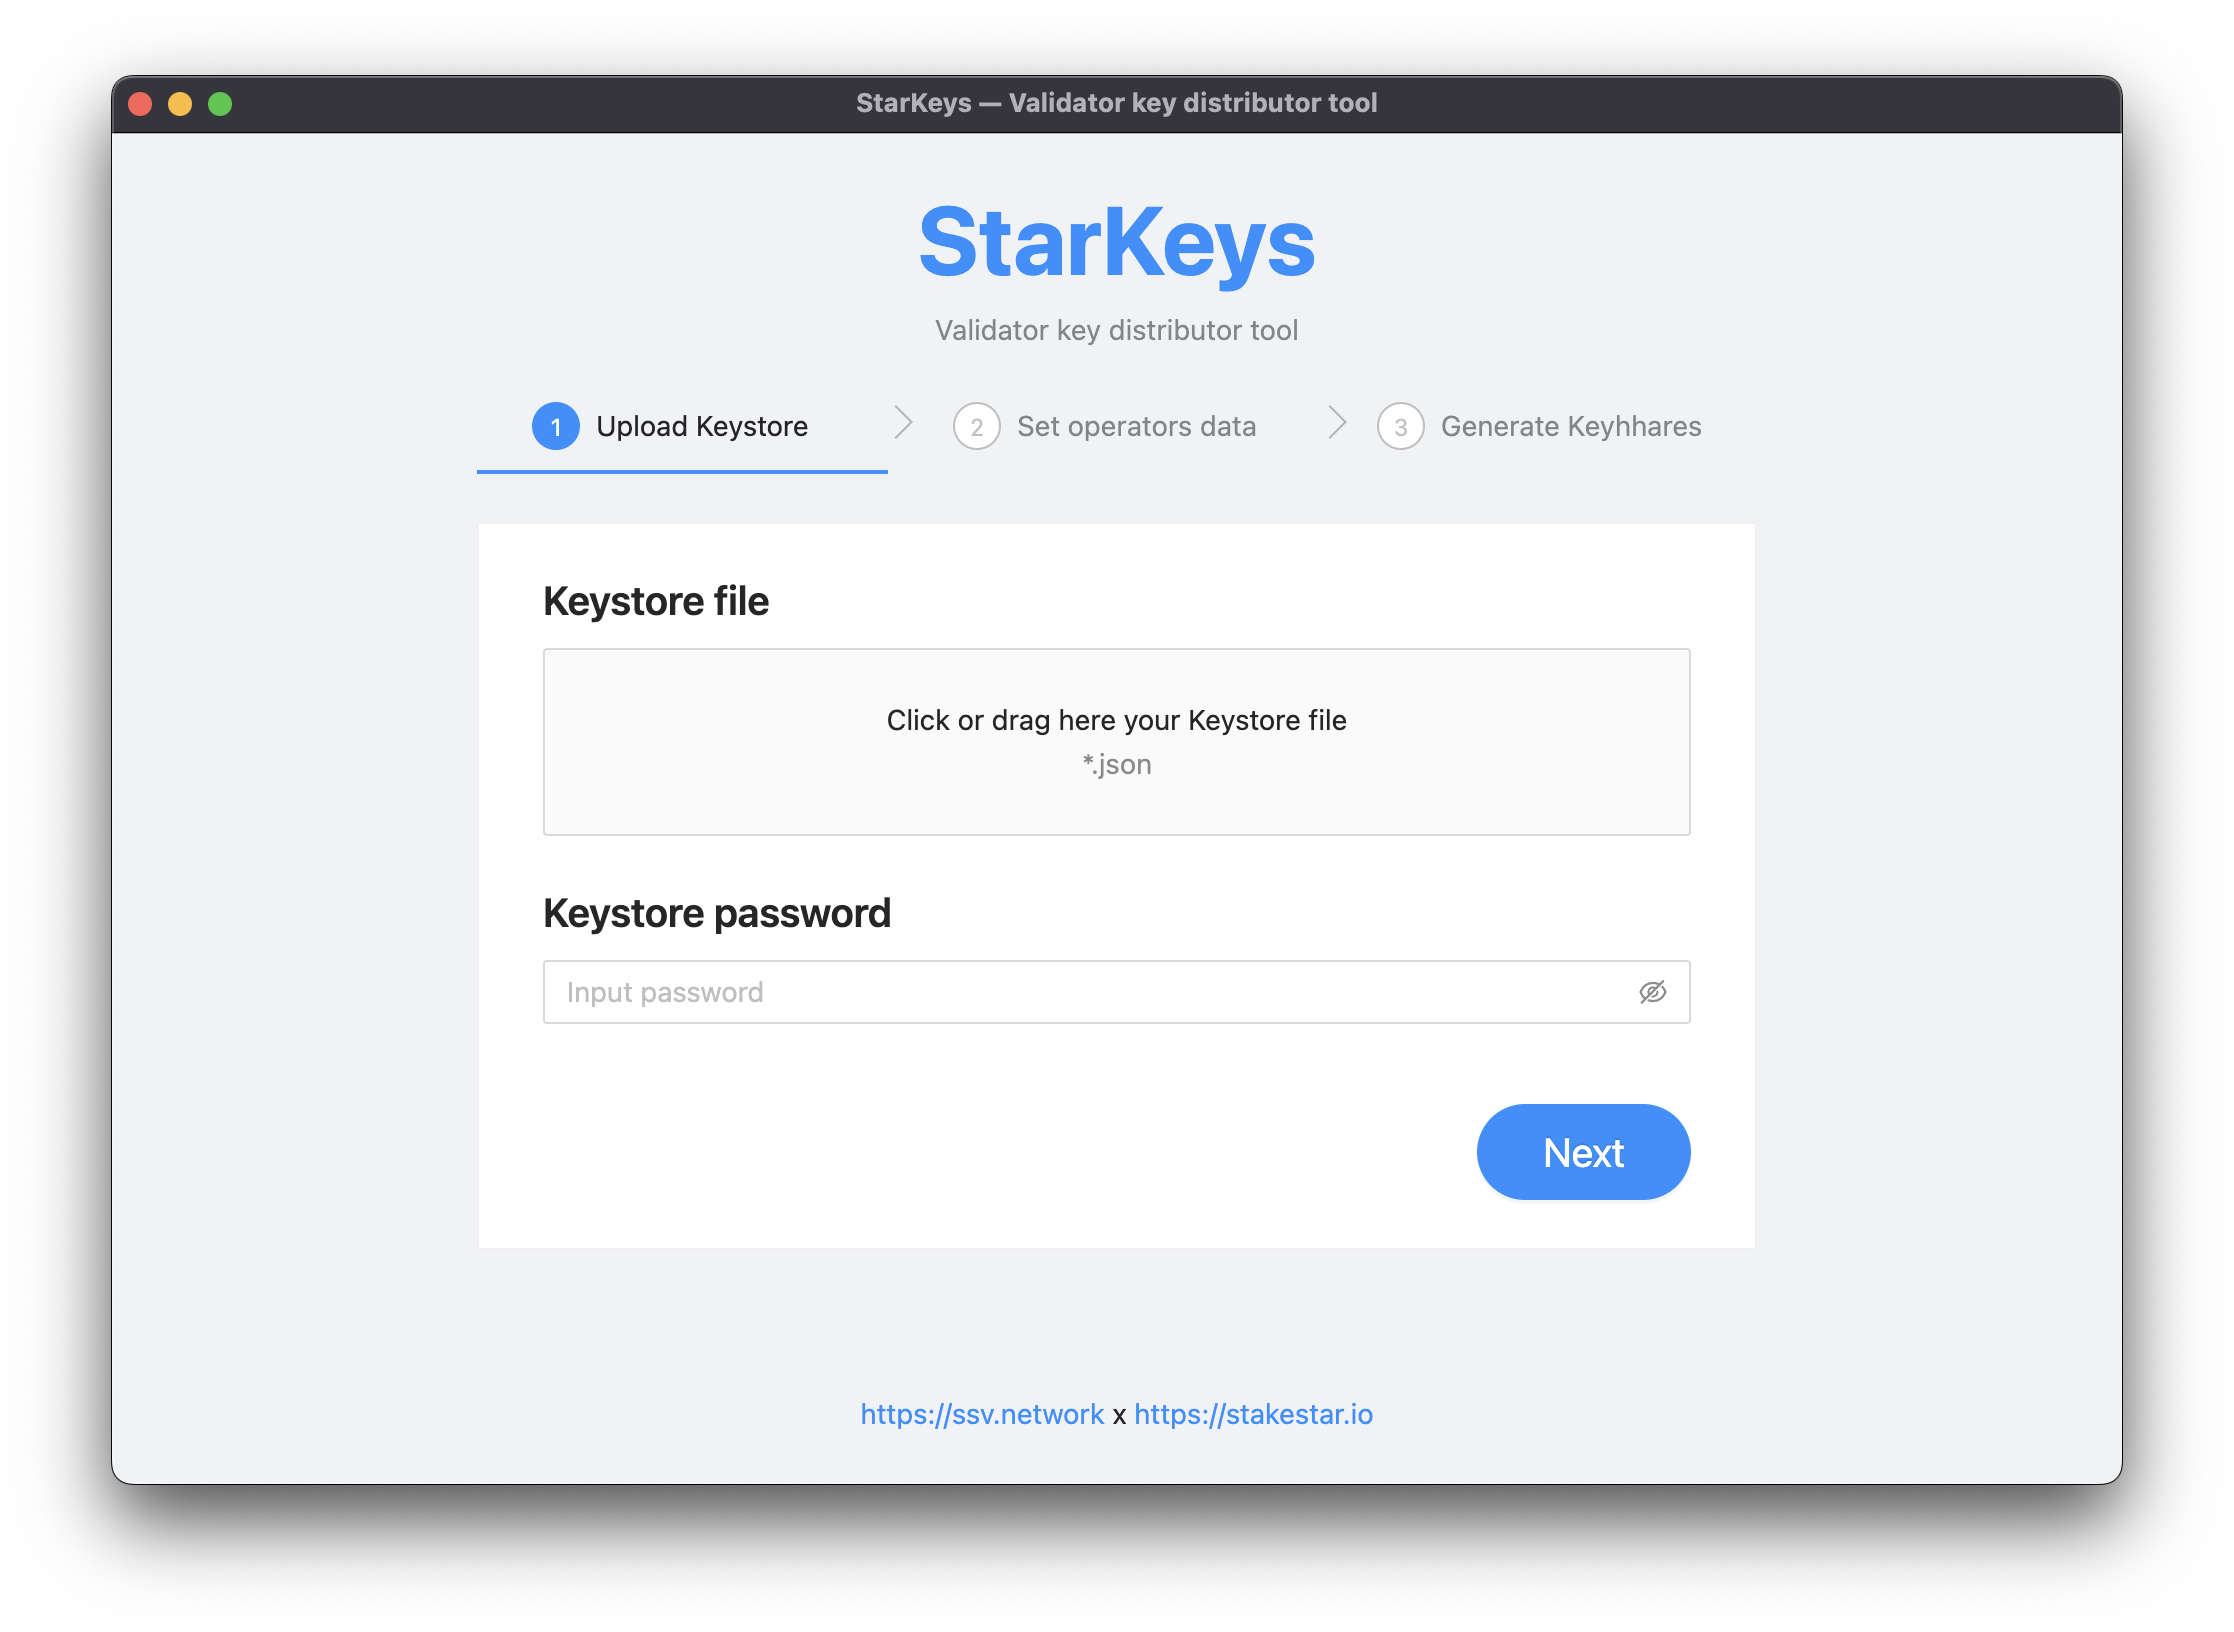 StarKeys — Validator key distributor tool
StarKeys
Validator key distributor tool
1 Upload Keystore
2 Set operators data
3 Generate Keyhhares
Keystore file
Click or drag here your Keystore file
*.json
Keystore password
Input password
Next
https://ssv.network x https://stakestar.io